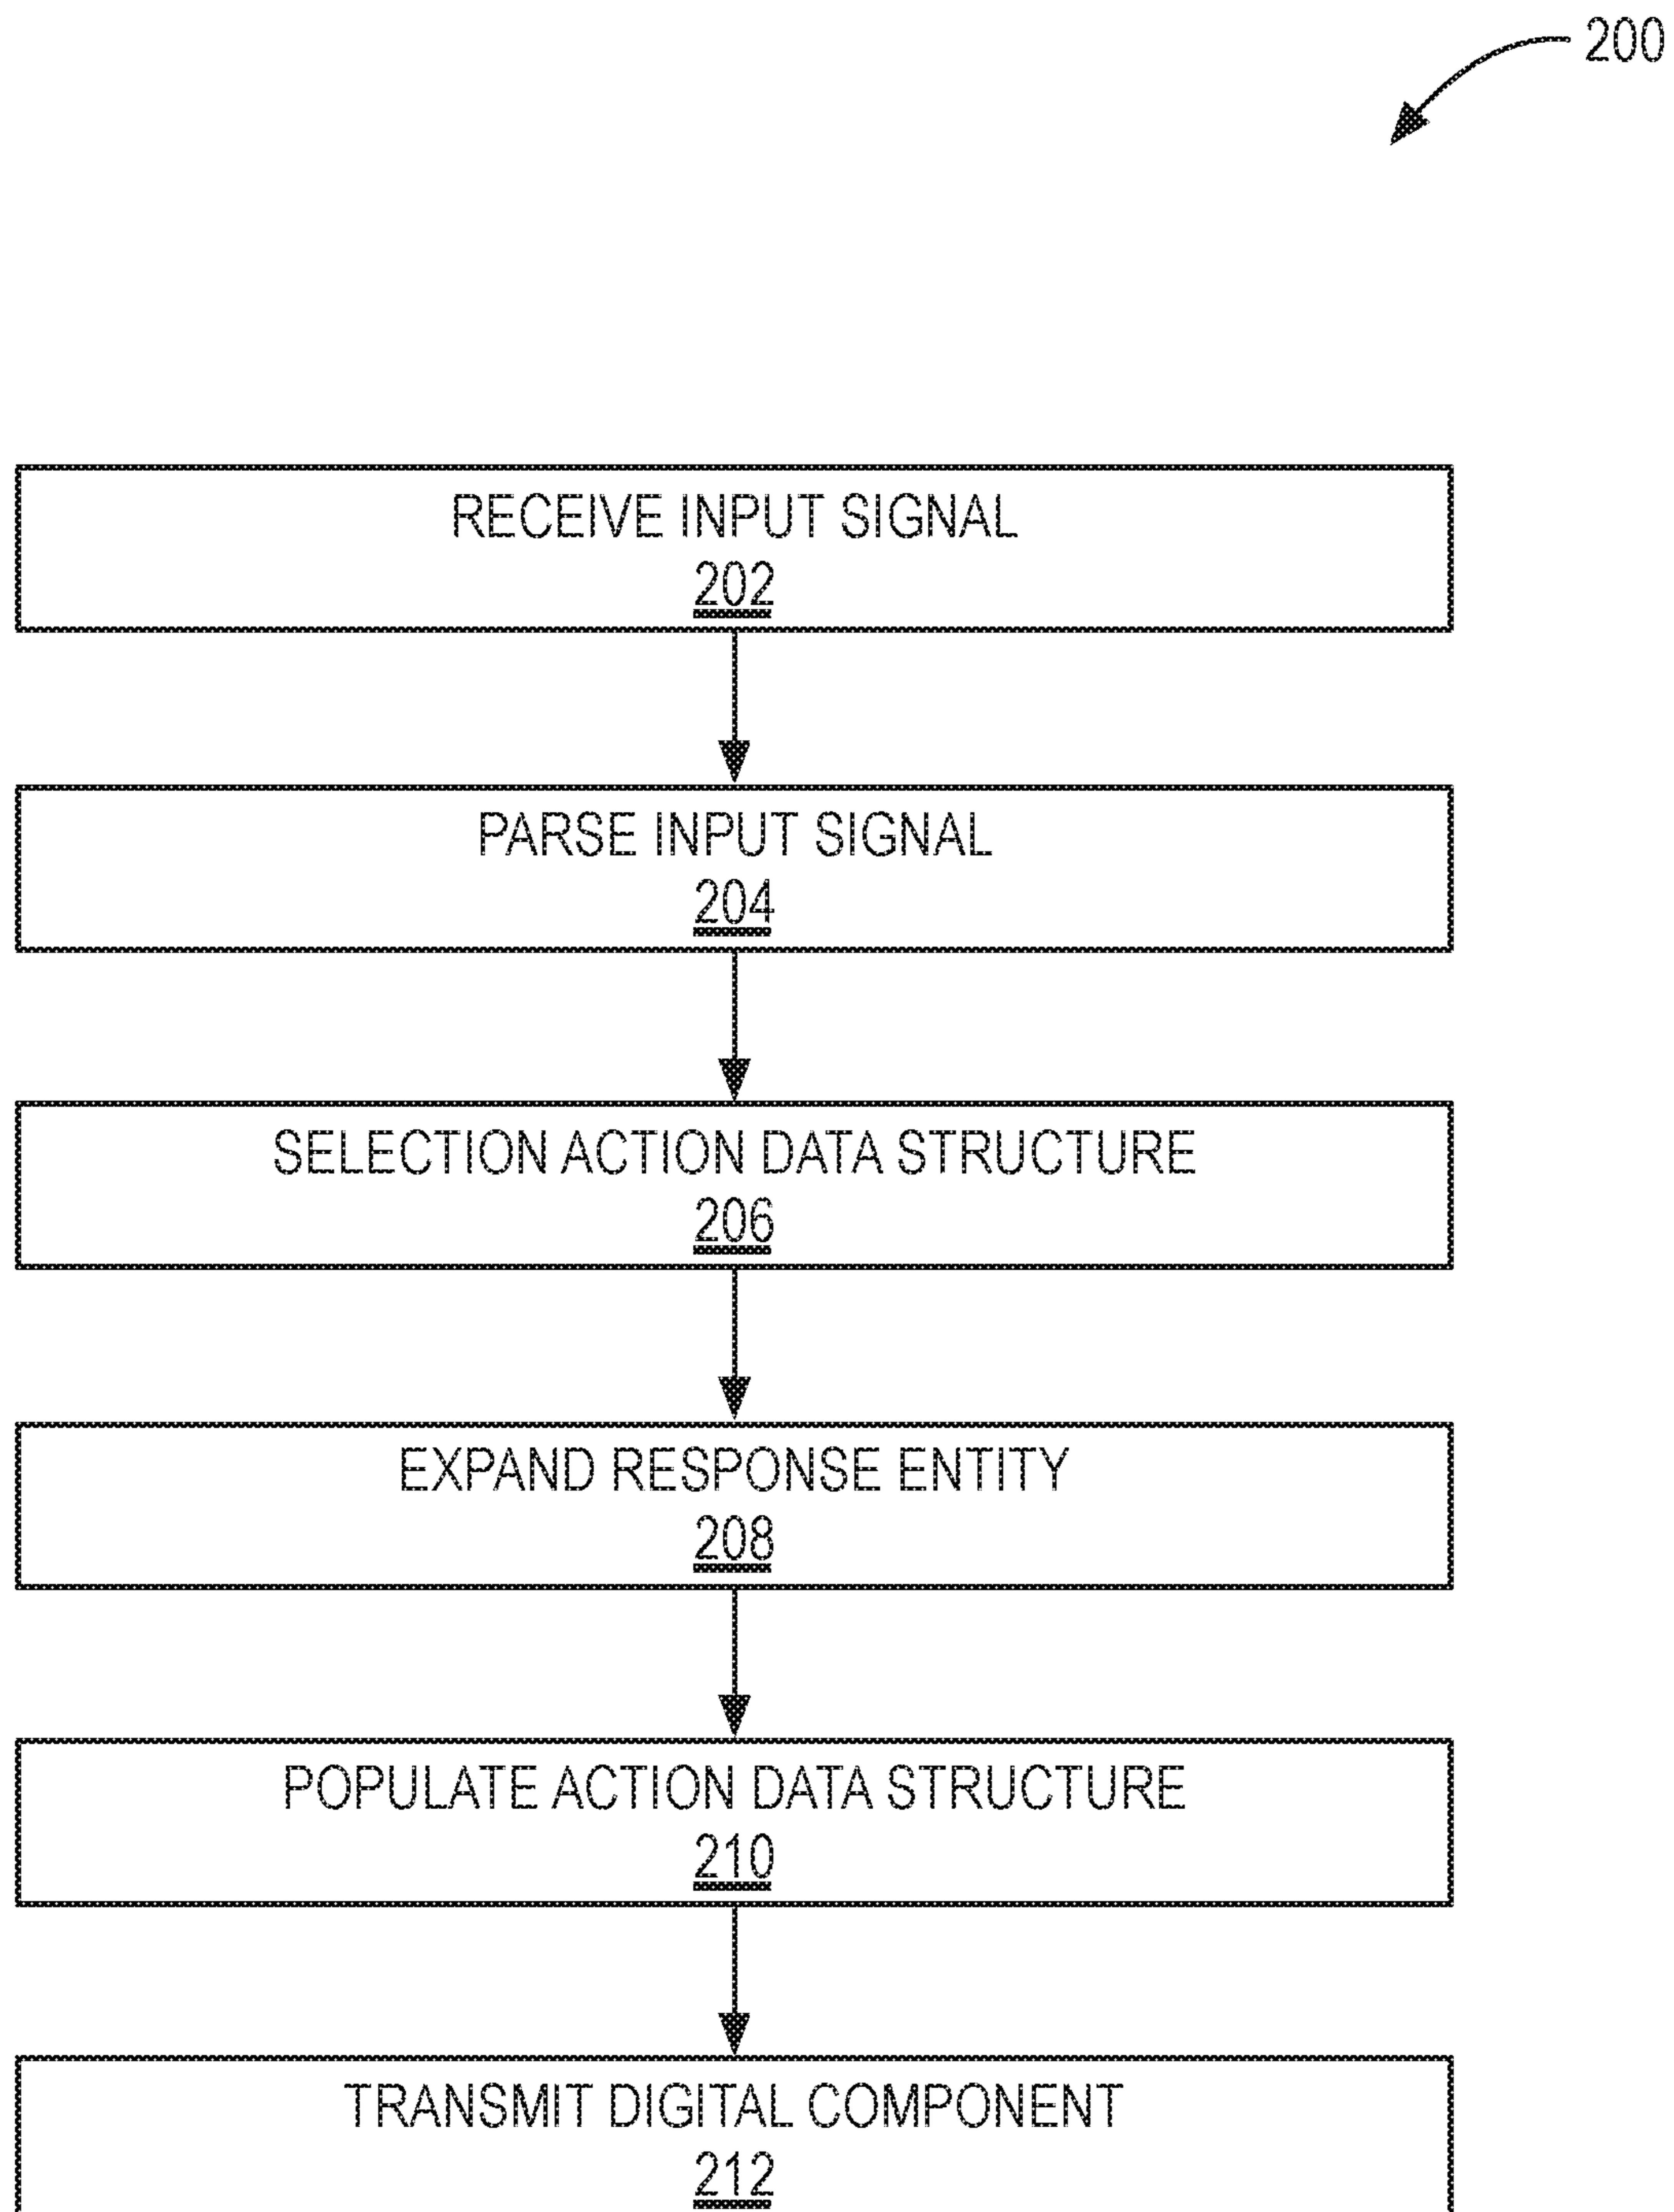 200
RECEIVE INPUT SIGNAL
202
PARSE INPUT SIGNAL
204
SELECTION ACTION DATA STRUCTURE
206
EXPAND RESPONSE ENTITY
208
POPULATE ACTION DATA STRUCTURE
210
TRANSMIT DIGITAL COMPONENT
212